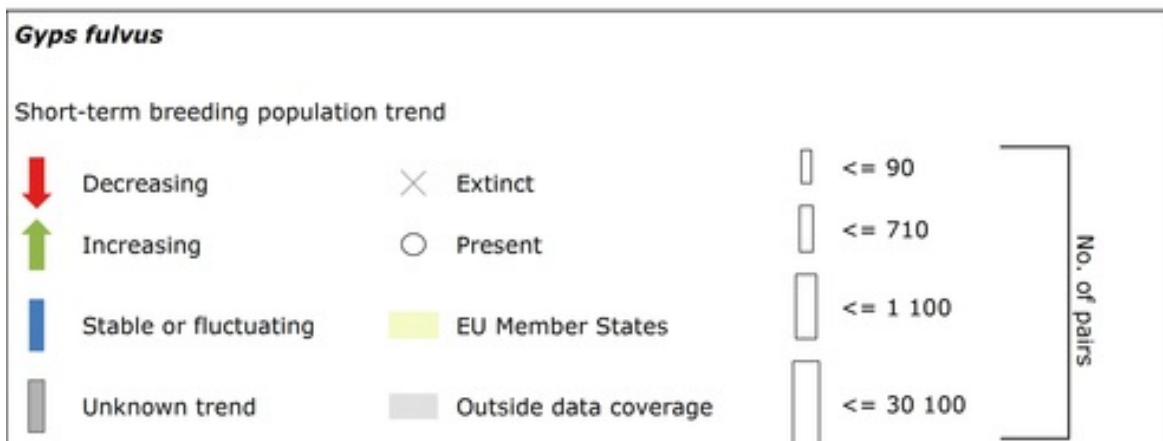 Gyps fulvus
Short-term breeding population trend
Decreasing
Extinct
<= 90
Increasing
Present
<= 710
Stable or fluctuating
EU Member States
<= 1 100
Unknown trend
Outside data coverage
<= 30 100
No. of pairs